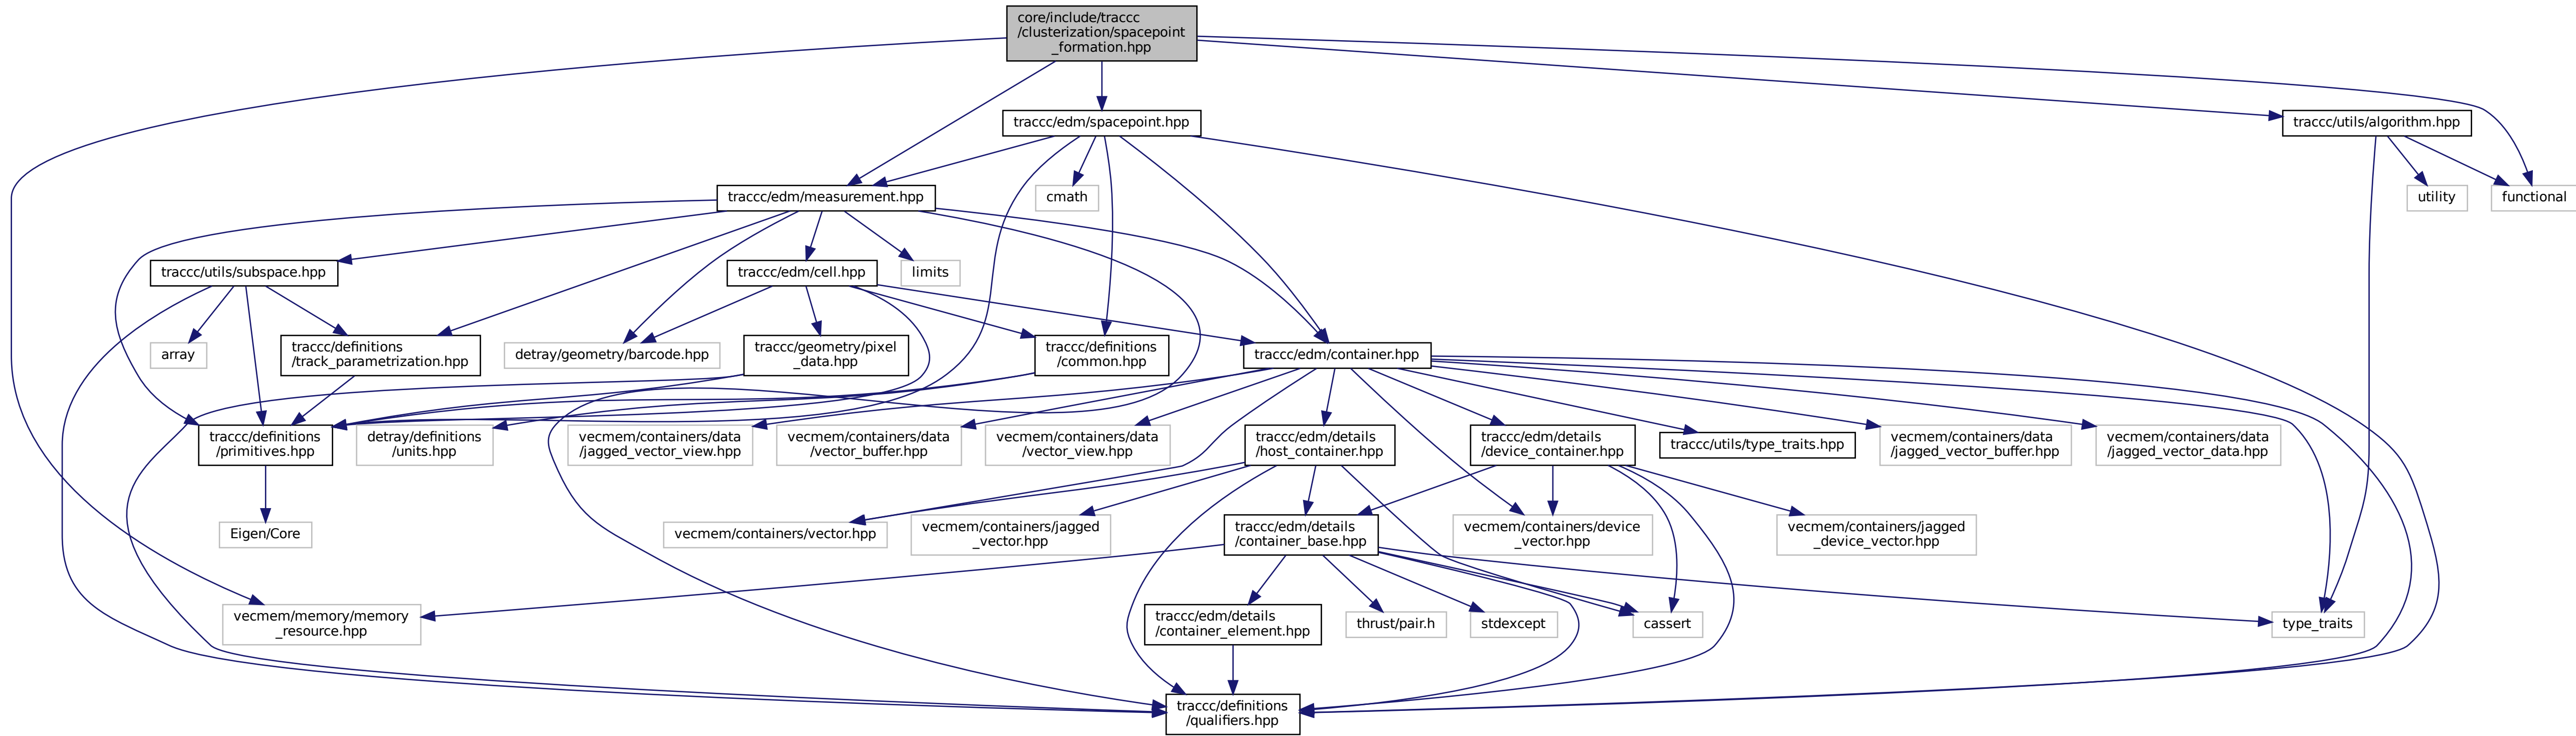 core/include/traccc
/clusterization/spacepoint
_formation.hpp
traccc/edm/spacepoint.hpp
traccc/utils/algorithm.hpp
traccc/edm/measurement.hpp
cmath
utility
functional
traccc/utils/subspace.hpp
traccc/edm/cell.hpp
limits
array
traccc/definitions
/track_parametrization.hpp
detray/geometry/barcode.hpp
traccc/geometry/pixel
_data.hpp
traccc/definitions
/common.hpp
traccc/edm/container.hpp
traccc/definitions
/primitives.hpp
detray/definitions
/units.hpp
vecmem/containers/data
/jagged_vector_view.hpp
vecmem/containers/data
/vector_buffer.hpp
vecmem/containers/data
/vector_view.hpp
traccc/edm/details
/host_container.hpp
traccc/edm/details
/device_container.hpp
traccc/utils/type_traits.hpp
vecmem/containers/data
/jagged_vector_buffer.hpp
vecmem/containers/data
/jagged_vector_data.hpp
Eigen/Core
vecmem/containers/vector.hpp
vecmem/containers/jagged
_vector.hpp
traccc/edm/details
/container_base.hpp
vecmem/containers/device
_vector.hpp
vecmem/containers/jagged
_device_vector.hpp
vecmem/memory/memory
_resource.hpp
traccc/edm/details
/container_element.hpp
thrust/pair.h
stdexcept
cassert
type_traits
traccc/definitions
/qualifiers.hpp